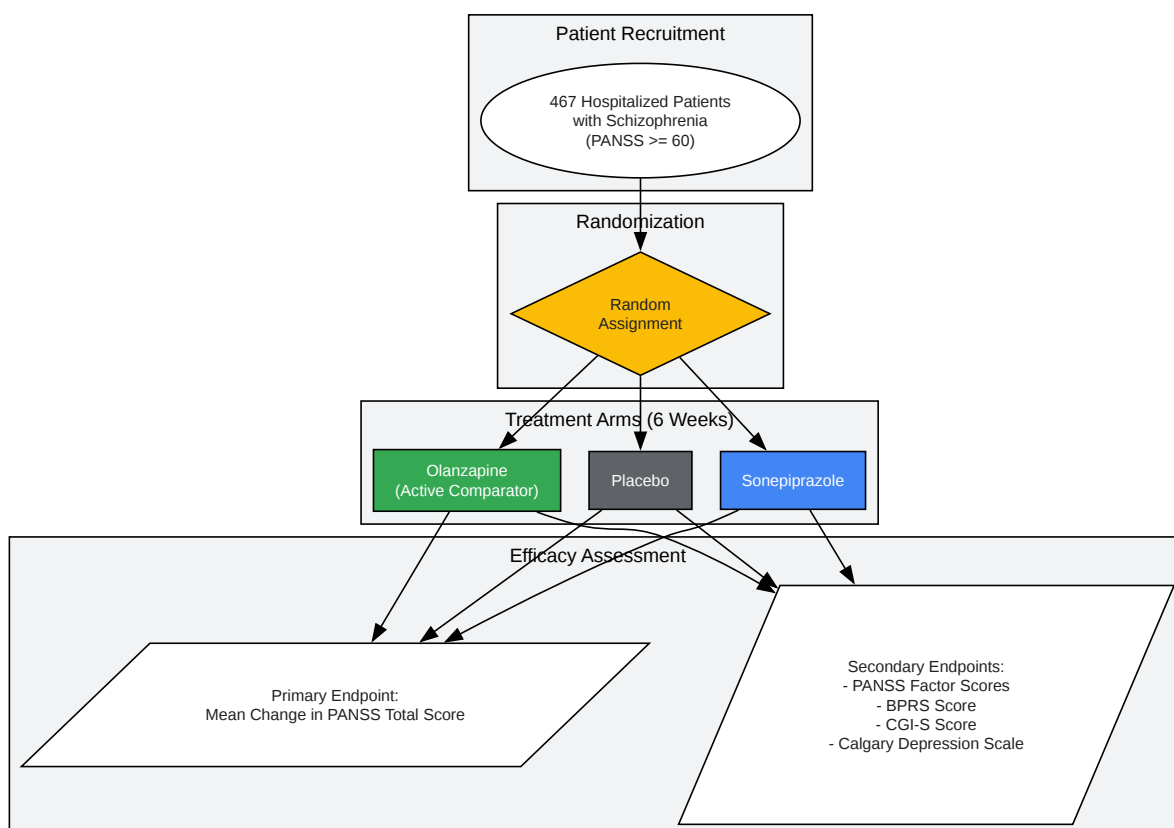 Patient Recruitment
467 Hospitalized Patients
with Schizophrenia
(PANSS >= 60)
Randomization
Random
Assignment
Treatment Arms (6 Weeks)
Olanzapine
(Active Comparator)
Placebo
Sonepiprazole
Efficacy Assessment
Primary Endpoint:
Mean Change in PANSS Total Score
Secondary Endpoints:
- PANSS Factor Scores
- BPRS Score
- CGI-S Score
- Calgary Depression Scale